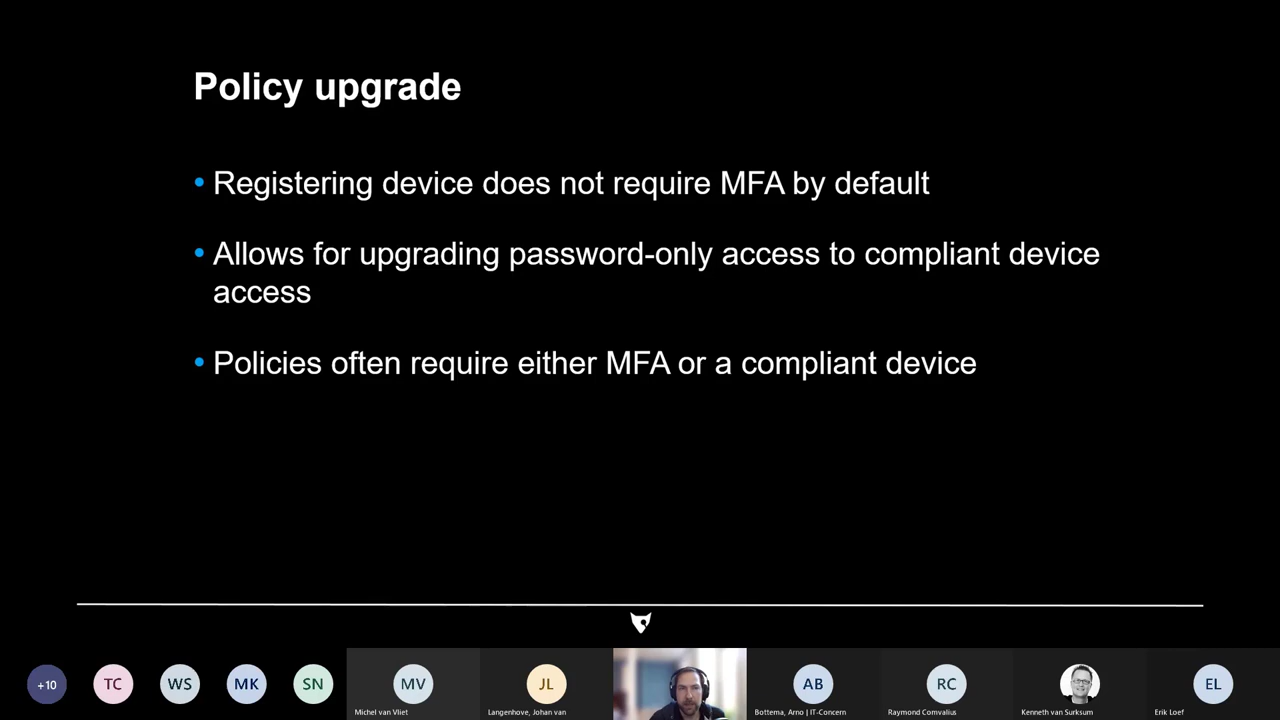 Policy upgrade
• Registering device does not require MFA by default
• Allows for upgrading password-only access to compliant device
access
• Policies often require either MFA or a compliant device
+10
TC
WS
MK
SN
MV
JL
AB
RC
EL
Michel van Vliet
Langenhove, Johan van
Bottema, Arno | IT-Concern
Raymond Comvalius
Kenneth van Surksum
Erik Loef